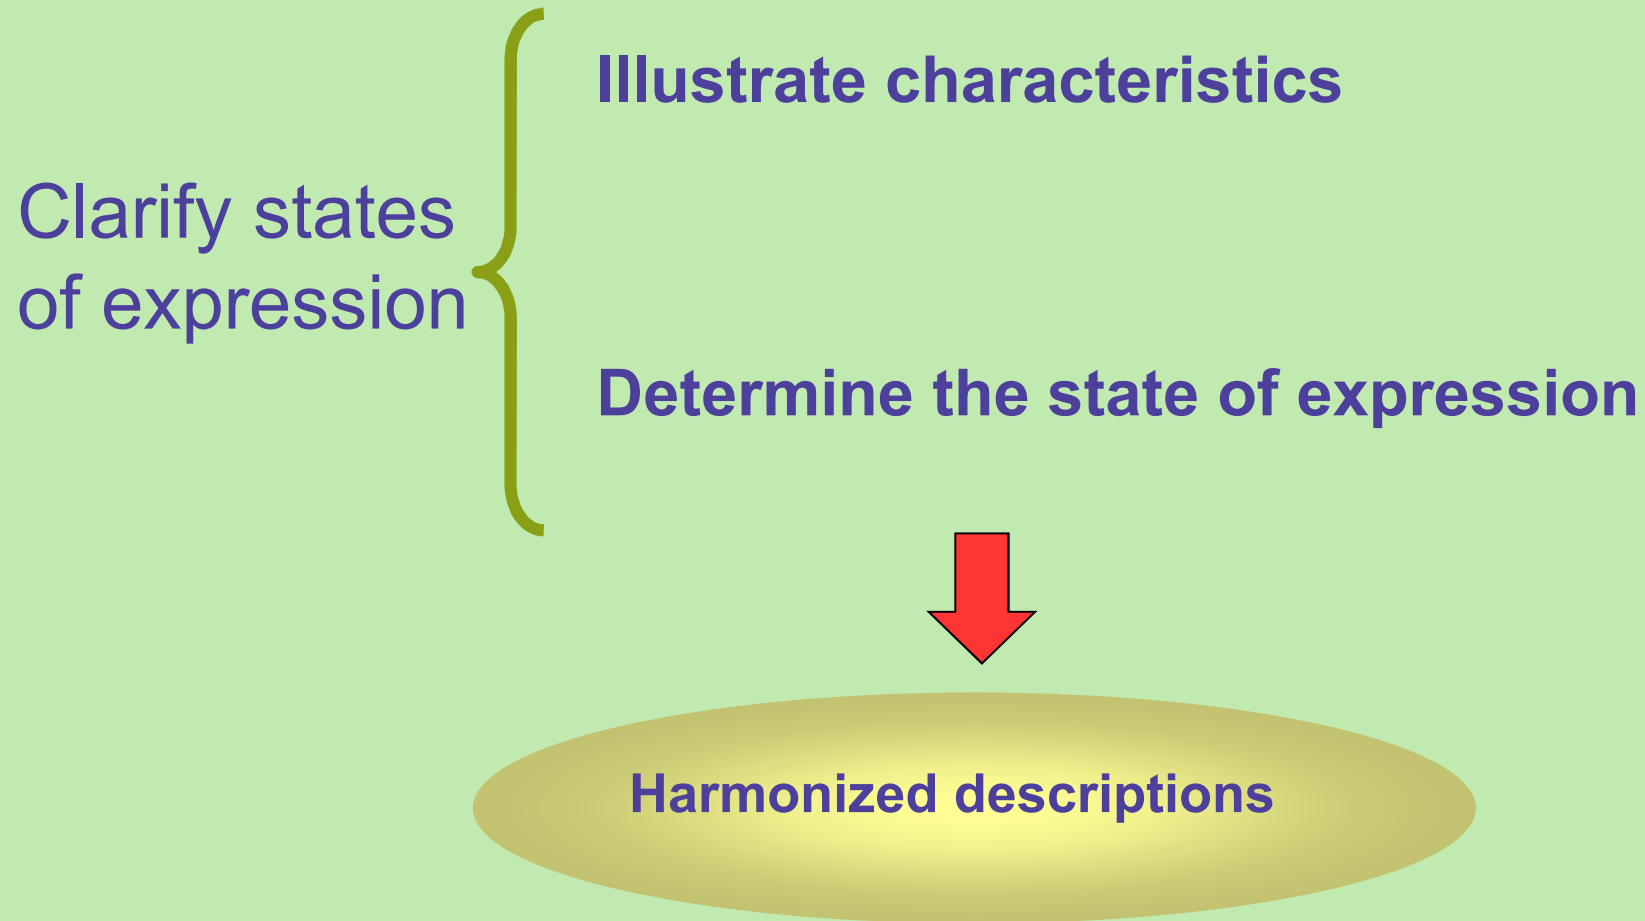 Illustrate characteristics
Clarify states
of expression
Determine the state of expression
Harmonized descriptions